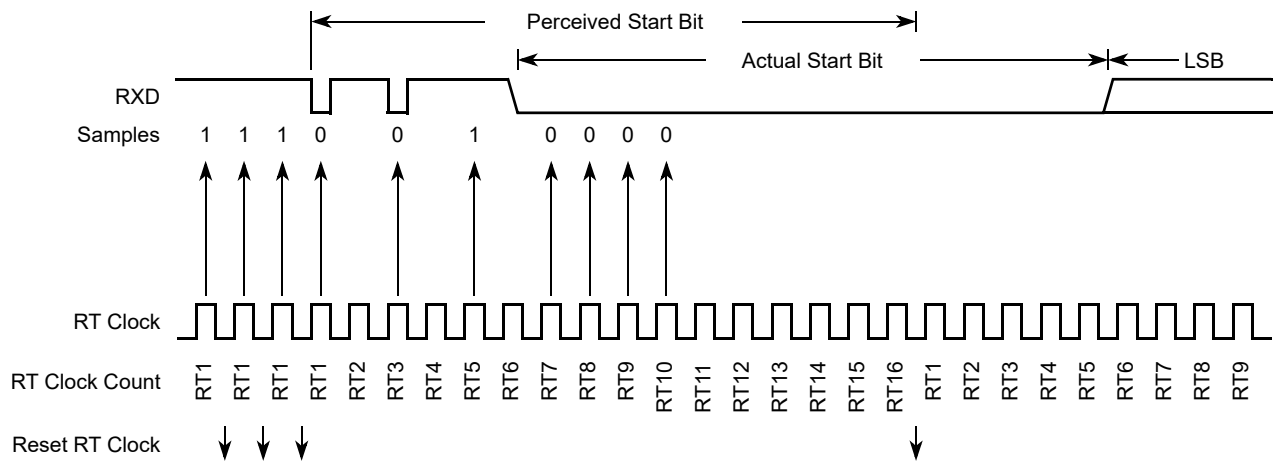 Perceived Start Bit
Actual Start Bit
LSB
RXD
Samples 1 1 1 0 0 1 0 0 0 0
RT Clock
RT Clock Count RT1 RT1 RT1 RT1 RT2 RT3 RT4 RT5 RT6 RT7 RT8 RT9 RT10 RT11 RT12 RT13 RT14 RT15 RT16 RT1 RT2 RT3 RT4 RT5 RT6 RT7 RT8 RT9
Reset RT Clock